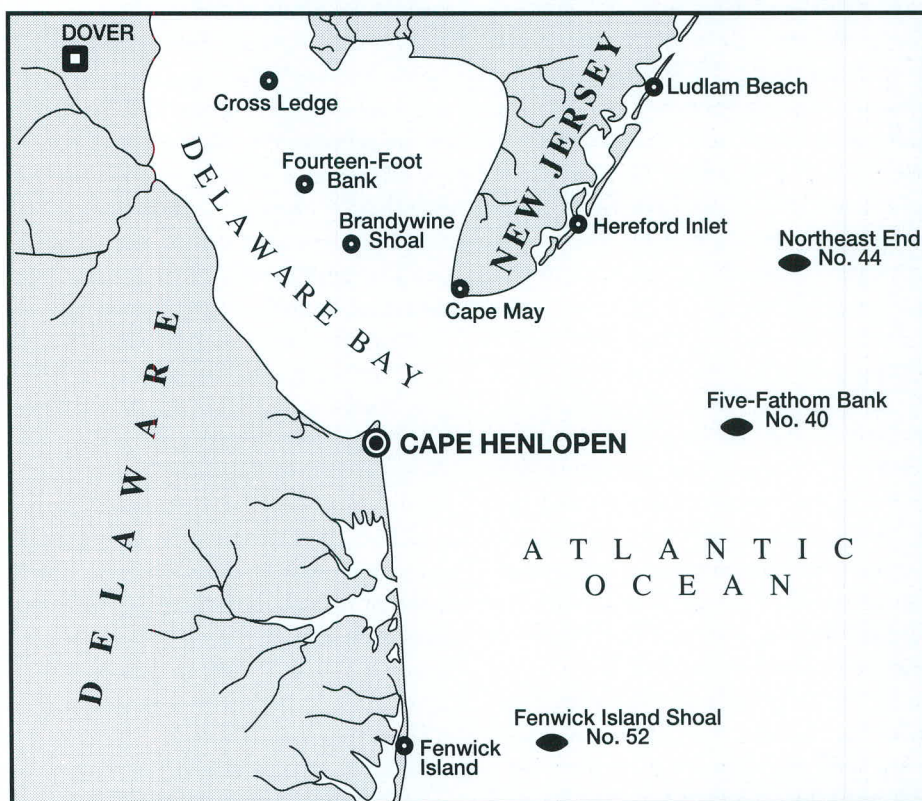 DOVER
Cross Ledge
Ludlam Beach
NEW JERSEY
Fourteen-Foot
Bank
DELAWARE BAY
Brandywine
Shoal
Hereford Inlet
Northeast End
No. 44
Cape May
DELAWARE
Five-Fathom Bank
No. 40
CAPE HENLOPEN
ATLANTIC
OCEAN
Fenwick Island Shoal
No. 52
Fenwick
Island